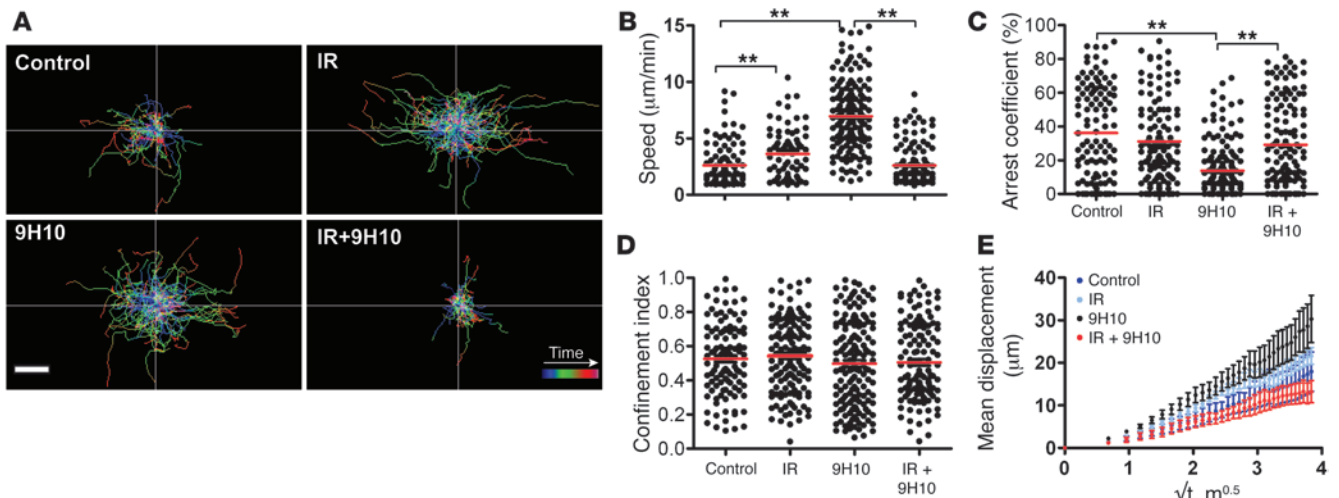 A
Control
IR
9H10
IR+9H10
Time
B
Speed (μm/min)
15
10
5
0
**
**
**
C
Arrest coefficient (%)
100
80
60
40
20
0
**
**
Control
IR
9H10
IR +
9H10
D
Confinement index
1.0
0.8
0.6
0.4
0.2
0.0
Control
IR
9H10
IR +
9H10
E
Mean displacement
(μm)
40
30
20
10
0
Control
IR
9H10
IR + 9H10
0
1
2
3
4
√t, m^0.5